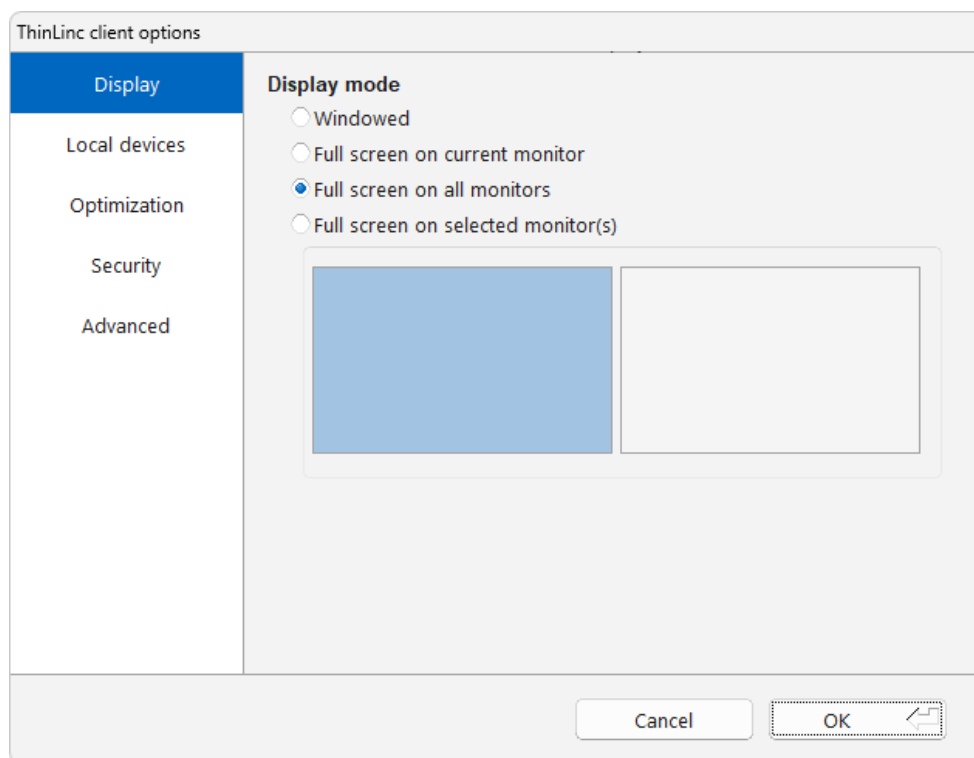 ThinLinc client options
Display
Local devices
Optimization
Security
Advanced
Display mode
Windowed
Full screen on current monitor
Full screen on all monitors
Full screen on selected monitor(s)
Cancel
OK